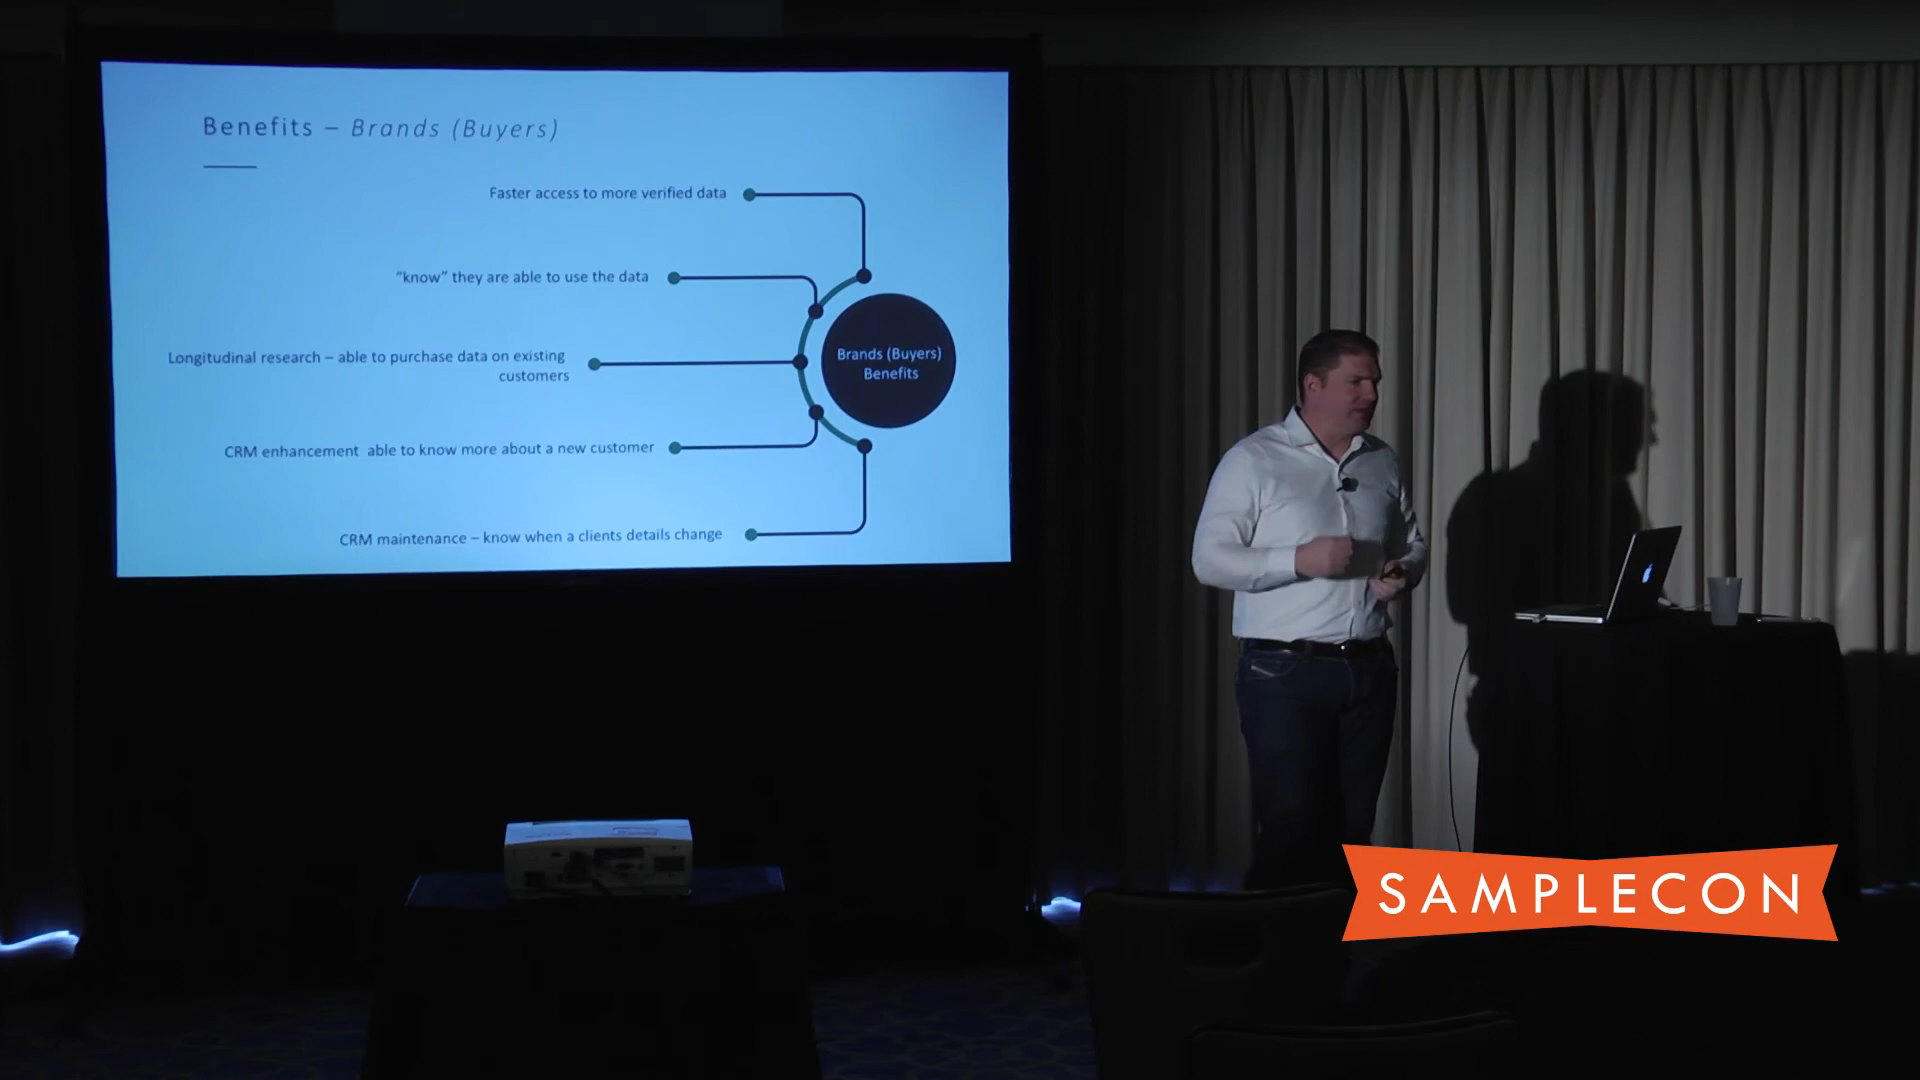 Benefits – Brands (Buyers)
Faster access to more verified data
“know” they are able to use the data
Longitudinal research – able to purchase data on existing
customers
CRM enhancement  able to know more about a new customer
CRM maintenance – know when a clients details change
Brands (Buyers)
Benefits
SAMPLECON